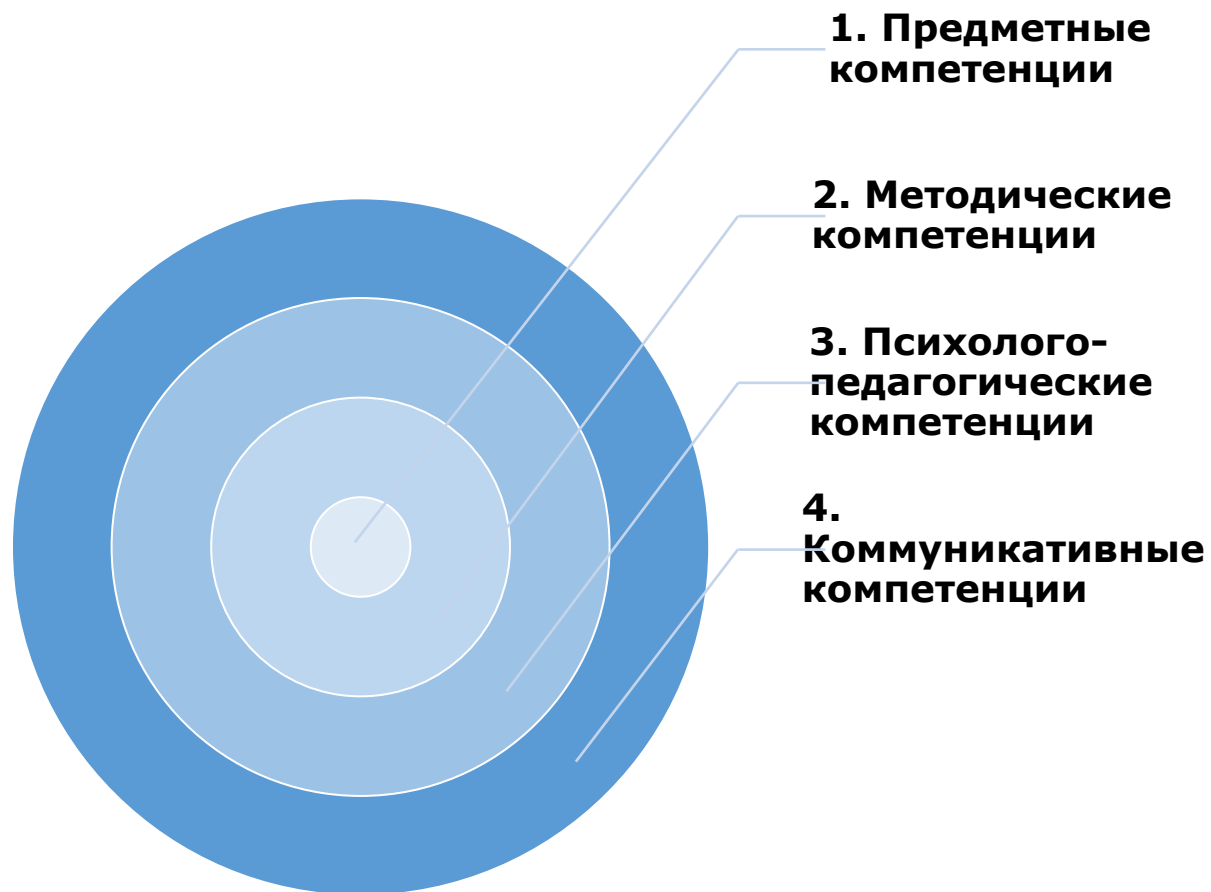 1. Предметные
компетенции
2. Методические
компетенции
3. Психолого-
педагогические
компетенции
4.
Коммуникативные
компетенции